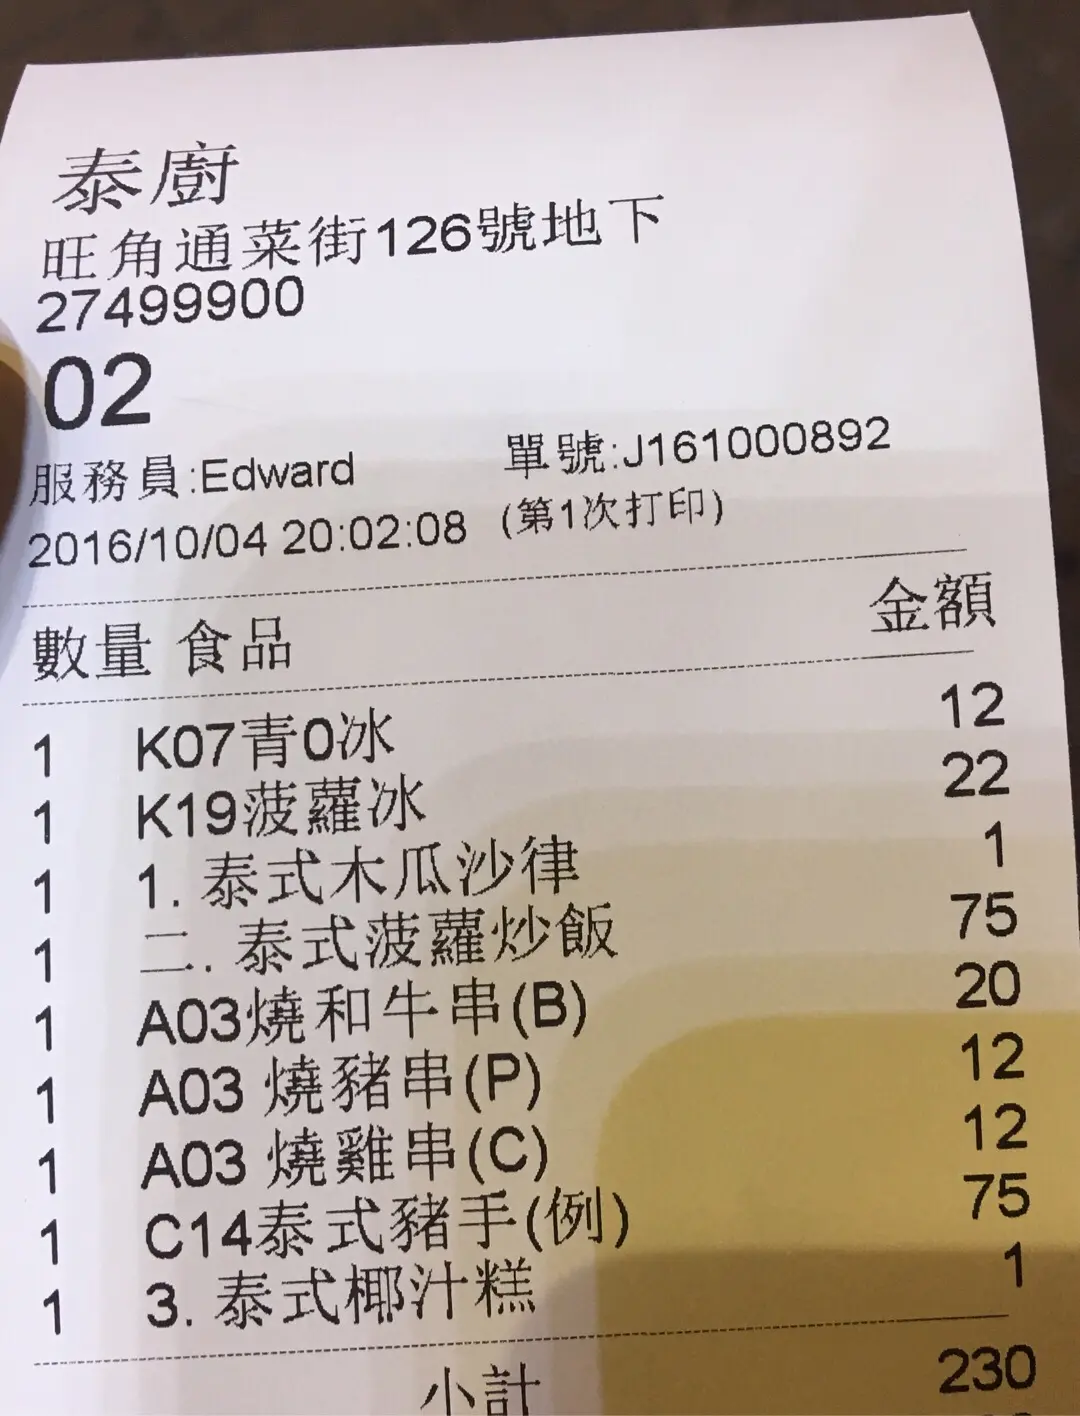 泰廚
旺角通菜街126號地下
27499900
02
服務員:Edward 單號:J161000892
2016/10/04 20:02:08 (第1次打印)
數量 食品 金額
1 K07青0冰 12
1 K19菠蘿冰 22
1 1. 泰式木瓜沙律 1
1 二. 泰式菠蘿炒飯 75
1 A03燒和牛串(B) 20
1 A03 燒豬串(P) 12
1 A03 燒雞串(C) 12
1 C14泰式豬手(例) 75
1 3. 泰式椰汁糕 1
小計 230